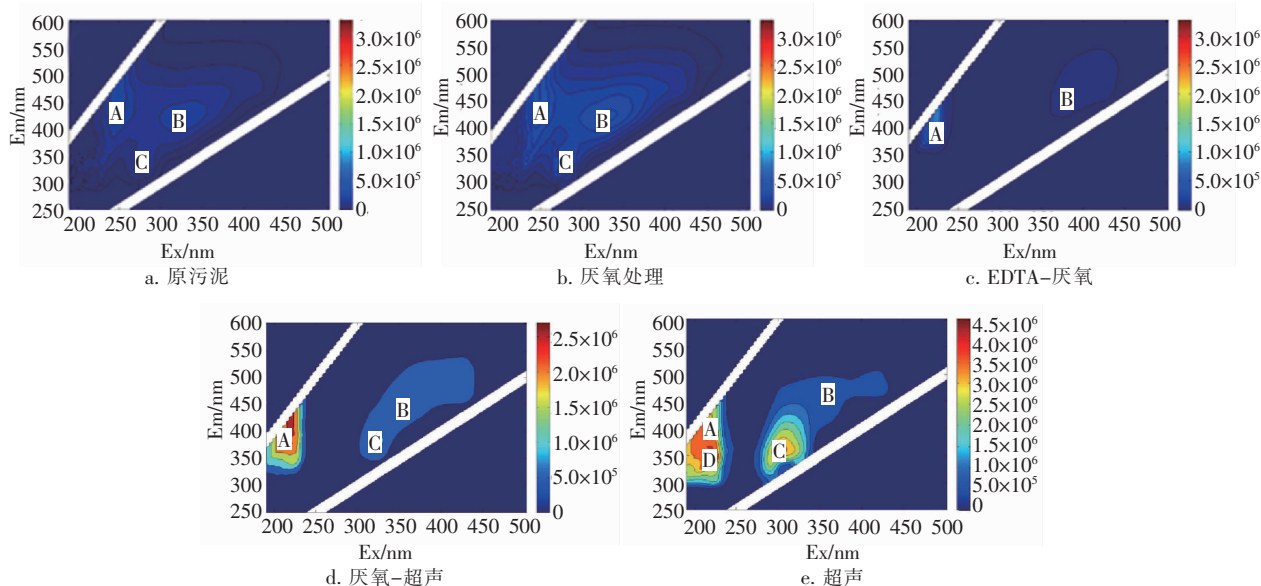 600
550
500
450
400
350
300
250
Em/nm
A
B
C
200 250 300 350 400 450 500
Ex/nm
3.0×10⁶
2.5×10⁶
2.0×10⁶
1.5×10⁶
1.0×10⁶
5.0×10⁵
0
a. 原污泥
600
550
500
450
400
350
300
250
Em/nm
A
B
C
200 250 300 350 400 450 500
Ex/nm
3.0×10⁶
2.5×10⁶
2.0×10⁶
1.5×10⁶
1.0×10⁶
5.0×10⁵
0
b. 厌氧处理
600
550
500
450
400
350
300
250
Em/nm
A
B
200 250 300 350 400 450 500
Ex/nm
3.0×10⁶
2.5×10⁶
2.0×10⁶
1.5×10⁶
1.0×10⁶
5.0×10⁵
0
c. EDTA-厌氧
600
550
500
450
400
350
300
250
Em/nm
A
B
C
200 250 300 350 400 450 500
Ex/nm
2.5×10⁶
2.0×10⁶
1.5×10⁶
1.0×10⁶
5.0×10⁵
0
d. 厌氧-超声
600
550
500
450
400
350
300
250
Em/nm
A
B
D
C
200 250 300 350 400 450 500
Ex/nm
4.5×10⁶
4.0×10⁶
3.5×10⁶
3.0×10⁶
2.5×10⁶
2.0×10⁶
1.5×10⁶
1.0×10⁶
5.0×10⁵
0
e. 超声